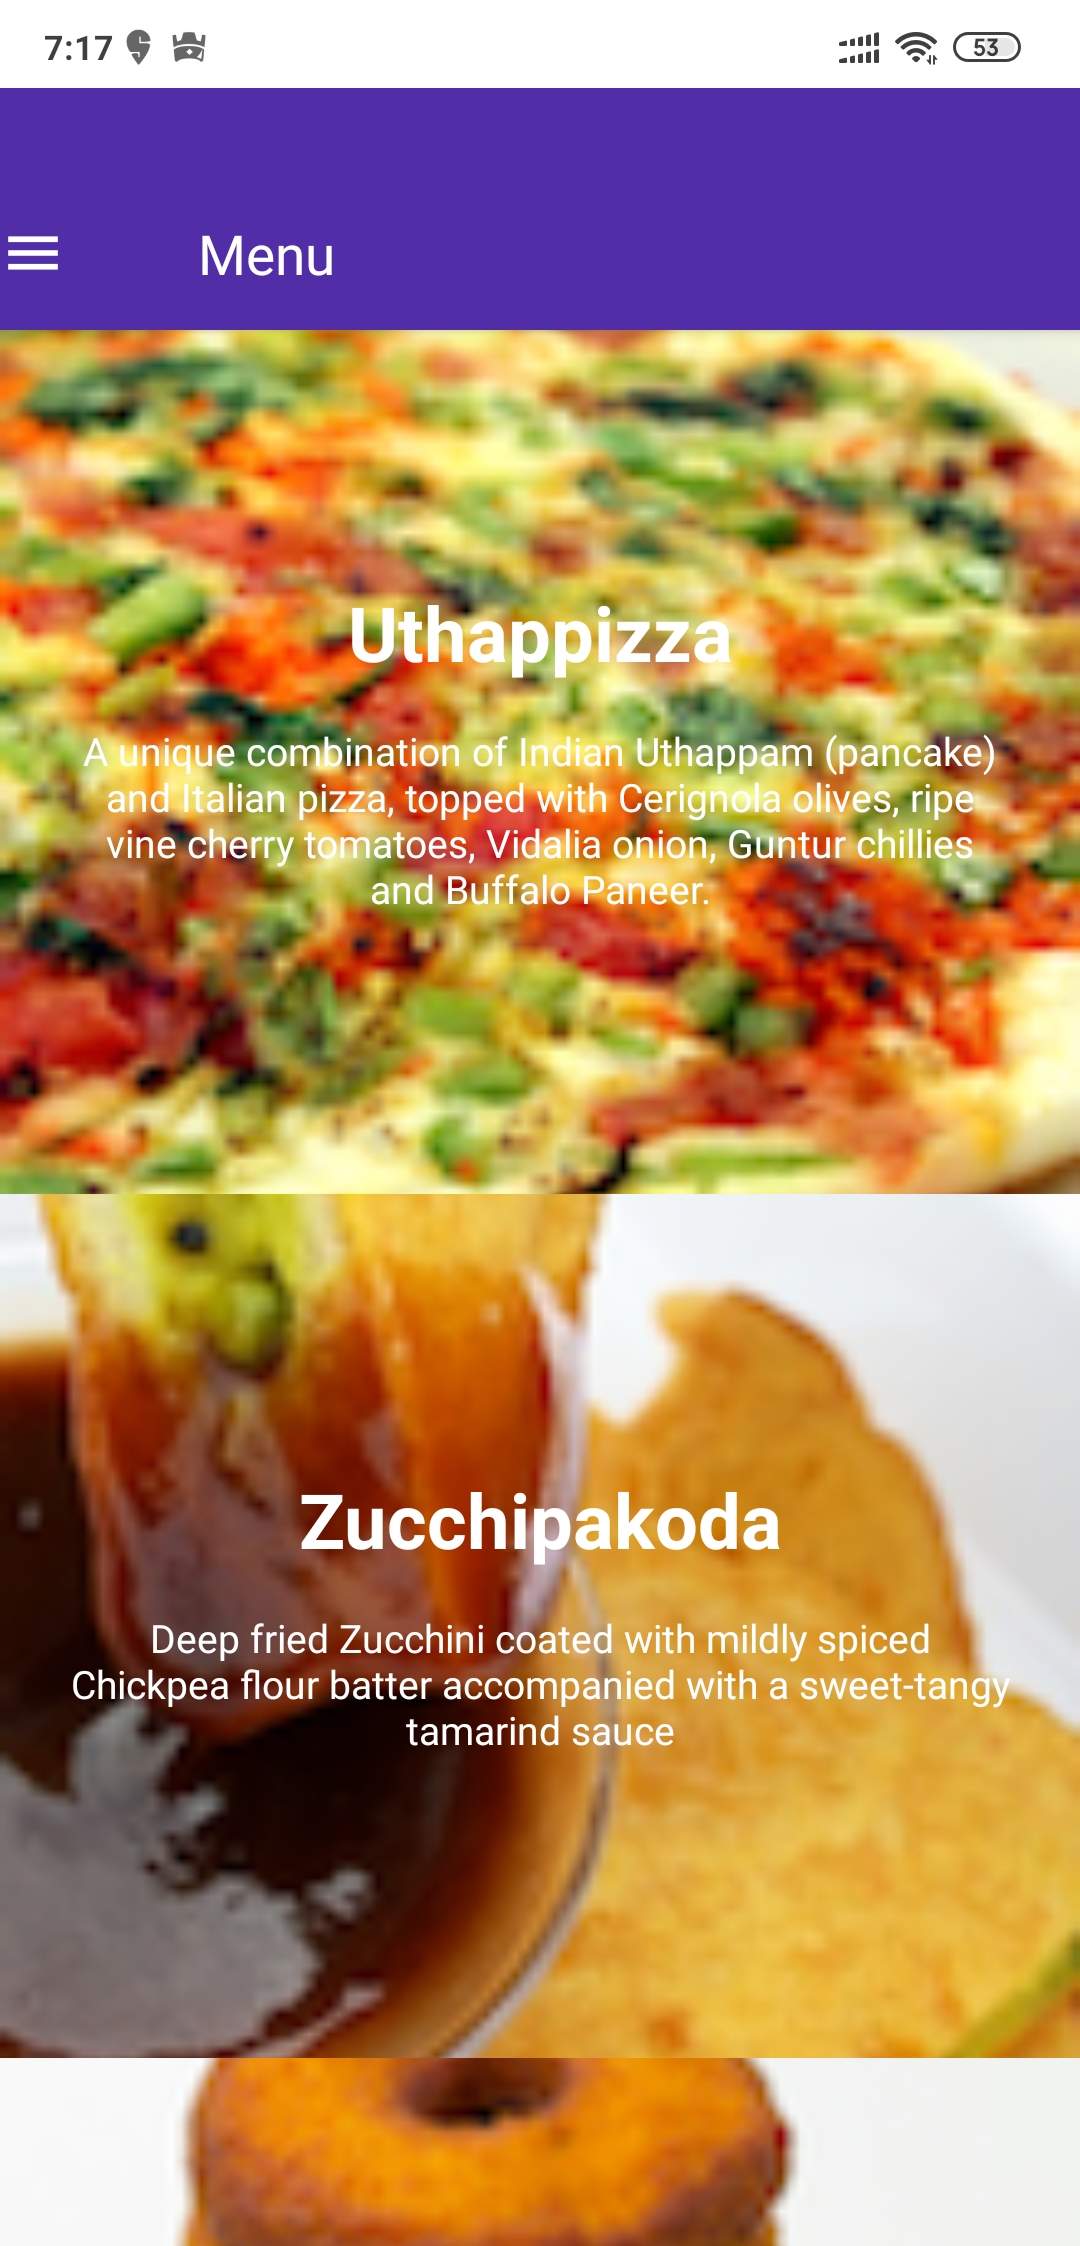 7:17
53
Menu
Uthappizza
A unique combination of Indian Uthappam (pancake)
and Italian pizza, topped with Cerignola olives, ripe
vine cherry tomatoes, Vidalia onion, Guntur chillies
and Buffalo Paneer.
Zucchipakoda
Deep fried Zucchini coated with mildly spiced
Chickpea flour batter accompanied with a sweet-tangy
tamarind sauce